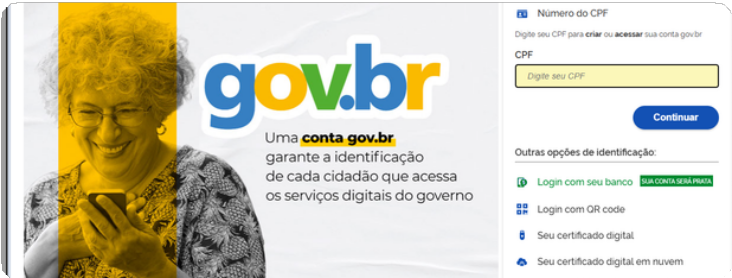 gov.br
Uma conta gov.br
garante a identificação
de cada cidadão que acessa
os serviços digitais do governo
Número do CPF
Digite seu CPF para criar ou acessar sua conta gov.br
CPF
Digite seu CPF
Continuar
Outras opções de identificação:
Login com seu banco SUA CONTA SERÁ PRATA
Login com QR code
Seu certificado digital
Seu certificado digital em nuvem